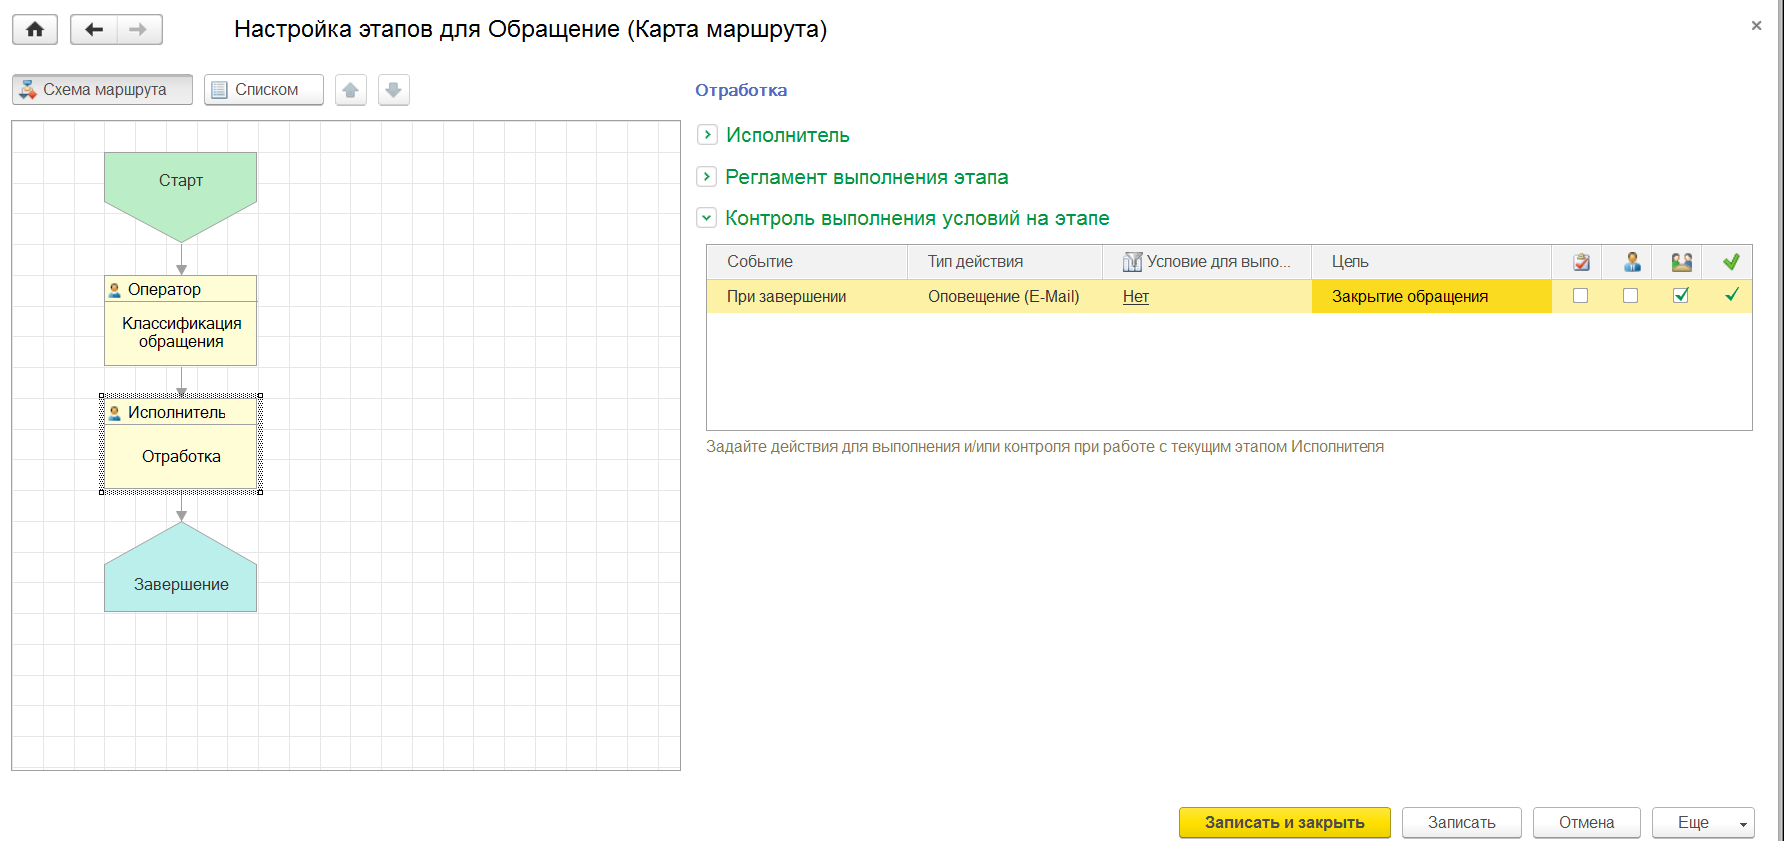 Настройка этапов для Обращение (Карта маршрута)
Схема маршрута
Списком
Старт
Оператор
Классификация
обращения
Исполнитель
Отработка
Завершение
Отработка
Исполнитель
Регламент выполнения этапа
Контроль выполнения условий на этапе
Событие Тип действия Условие для выпо... Цель
При завершении Оповещение (E-Mail) Нет Закрытие обращения
Задайте действия для выполнения и/или контроля при работе с текущим этапом Исполнителя
Записать и закрыть Записать Отмена Еще